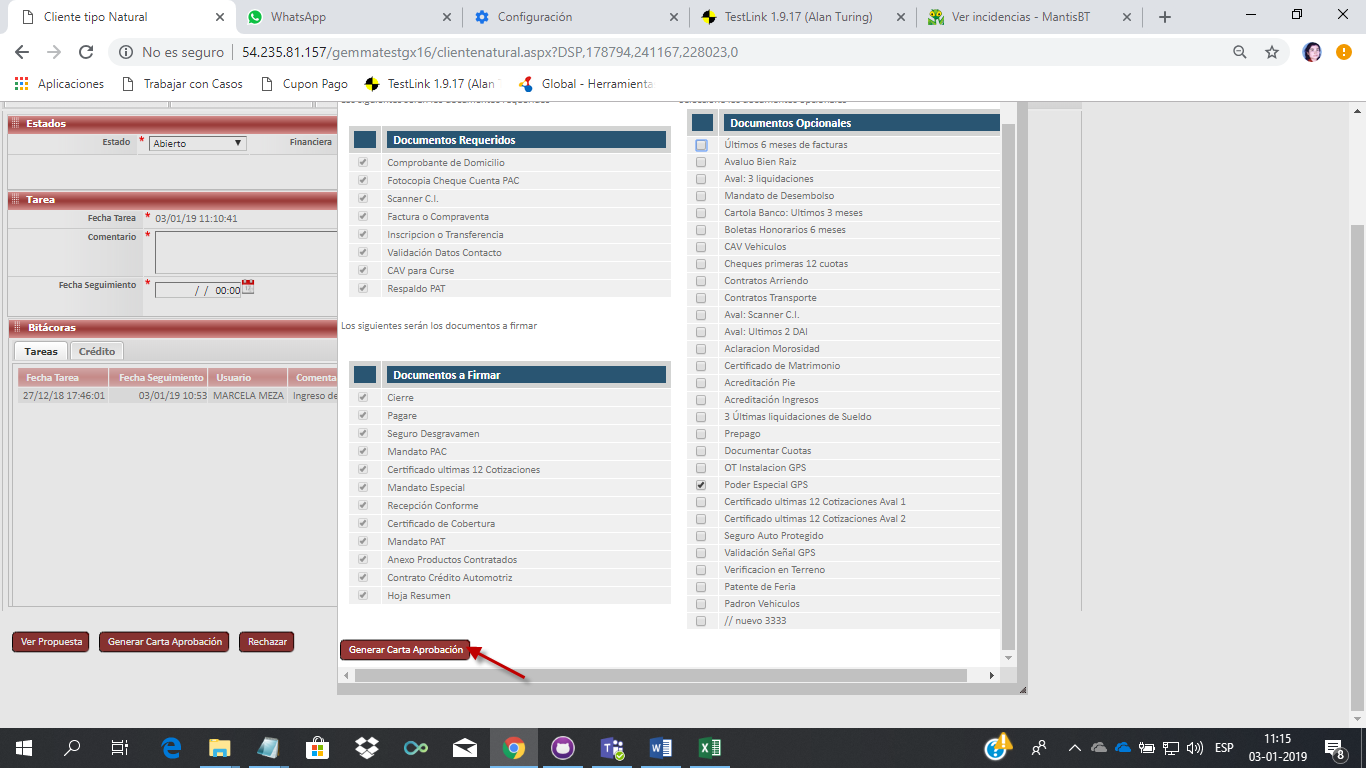 Cliente tipo Natural
WhatsApp
Configuración
TestLink 1.9.17 (Alan Turing)
Ver incidencias - MantisBT
No es seguro | 54.235.81.157/gemmatestgx16/clientenatural.aspx?DSP,178794,241167,228023,0
Aplicaciones
Trabajar con Casos
Cupon Pago
TestLink 1.9.17 (Alan
Global - Herramienta
Estados
Estado * Abierto
Financiera
Tarea
Fecha Tarea * 03/01/19 11:10:41
Comentario *
Fecha Seguimiento * / / 00:00
Bitácoras
Tareas
Crédito
Fecha Tarea
Fecha Seguimiento
Usuario
Comenta
27/12/18 17:46:01
03/01/19 10:53
MARCELA MEZA
Ingreso de
Ver Propuesta
Generar Carta Aprobación
Rechazar
Los siguientes serán los documentos requeridos
Documentos Requeridos
Comprobante de Domicilio
Fotocopia Cheque Cuenta PAC
Scanner C.I.
Factura o Compraventa
Inscripcion o Transferencia
Validación Datos Contacto
CAV para Curse
Respaldo PAT
Los siguientes serán los documentos a firmar
Documentos a Firmar
Cierre
Pagare
Seguro Desgravamen
Mandato PAC
Certificado ultimas 12 Cotizaciones
Mandato Especial
Recepción Conforme
Certificado de Cobertura
Mandato PAT
Anexo Productos Contratados
Contrato Crédito Automotriz
Hoja Resumen
Generar Carta Aprobación
Seleccione los documentos opcionales
Documentos Opcionales
Últimos 6 meses de facturas
Avaluo Bien Raiz
Aval: 3 liquidaciones
Mandato de Desembolso
Cartola Banco: Ultimos 3 meses
Boletas Honorarios 6 meses
CAV Vehiculos
Cheques primeras 12 cuotas
Contratos Arriendo
Contratos Transporte
Aval: Scanner C.I.
Aval: Ultimos 2 DAI
Aclaracion Morosidad
Certificado de Matrimonio
Acreditación Pie
Acreditación Ingresos
3 Últimas liquidaciones de Sueldo
Prepago
Documentar Cuotas
OT Instalacion GPS
Poder Especial GPS
Certificado ultimas 12 Cotizaciones Aval 1
Certificado ultimas 12 Cotizaciones Aval 2
Seguro Auto Protegido
Validación Señal GPS
Verificacion en Terreno
Patente de Feria
Padron Vehiculos
// nuevo 3333
ESP
11:15
03-01-2019
8